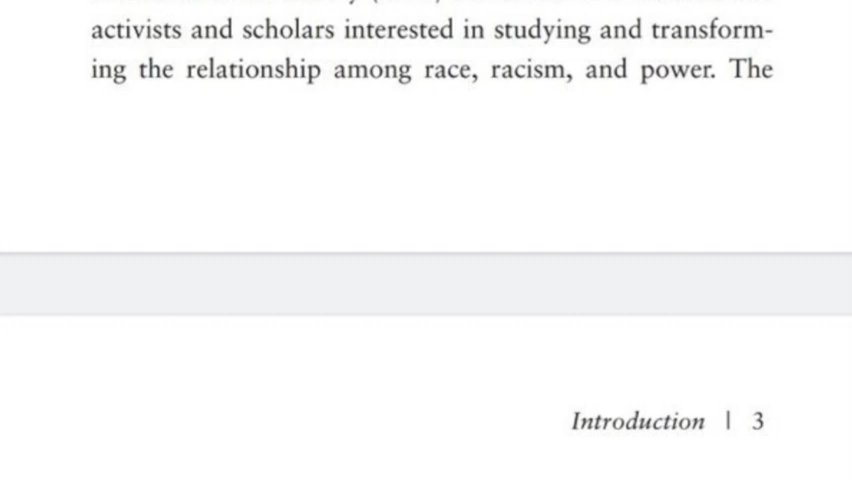 activists and scholars interested in studying and transform-
ing the relationship among race, racism, and power. The
Introduction | 3